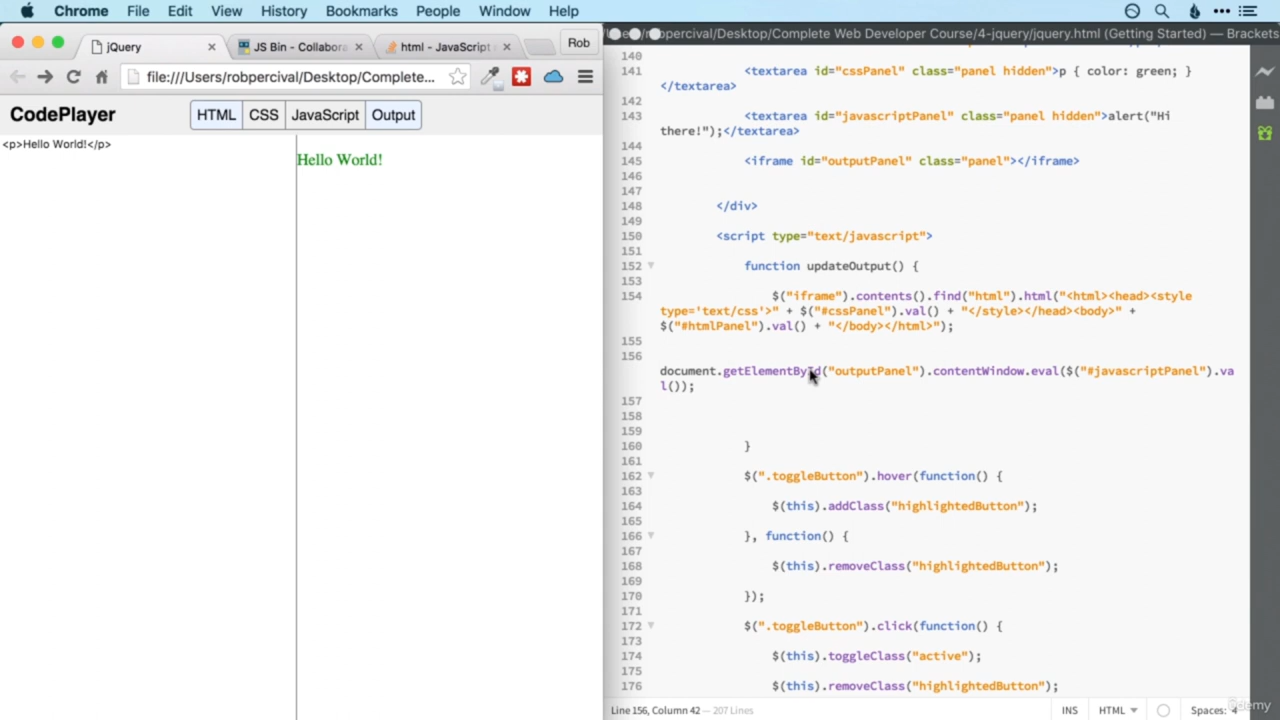 Chrome File Edit View History Bookmarks People Window Help
jQuery
JS Bin - Collabora
html - JavaScript
Rob
/Desktop/Complete Web Developer Course/4-jquery/jquery.html (Getting Started) — Brackets
file:///Users/robpercival/Desktop/Complete...
CodePlayer
HTML CSS JavaScript Output
<p>Hello World!</p>
Hello World!
140
141 <textarea id="cssPanel" class="panel hidden">p { color: green; }
</textarea>
142
143 <textarea id="javascriptPanel" class="panel hidden">alert("Hi
there!");</textarea>
144
145 <iframe id="outputPanel" class="panel"></iframe>
146
147
148 </div>
149
150 <script type="text/javascript">
151
152 function updateOutput() {
153
154 $("iframe").contents().find("html").html("<html><head><style
type='text/css'>" + $("#cssPanel").val() + "</style></head><body>" +
$("#htmlPanel").val() + "</body></html>");
155
156
document.getElementById("outputPanel").contentWindow.eval($("#javascriptPanel").va
l());
157
158
159
160 }
161
162 $(".toggleButton").hover(function() {
163
164 $(this).addClass("highlightedButton");
165
166 }, function() {
167
168 $(this).removeClass("highlightedButton");
169
170 });
171
172 $(".toggleButton").click(function() {
173
174 $(this).toggleClass("active");
175
176 $(this).removeClass("highlightedButton");
Line 156, Column 42 — 207 Lines
INS HTML Spaces: 4